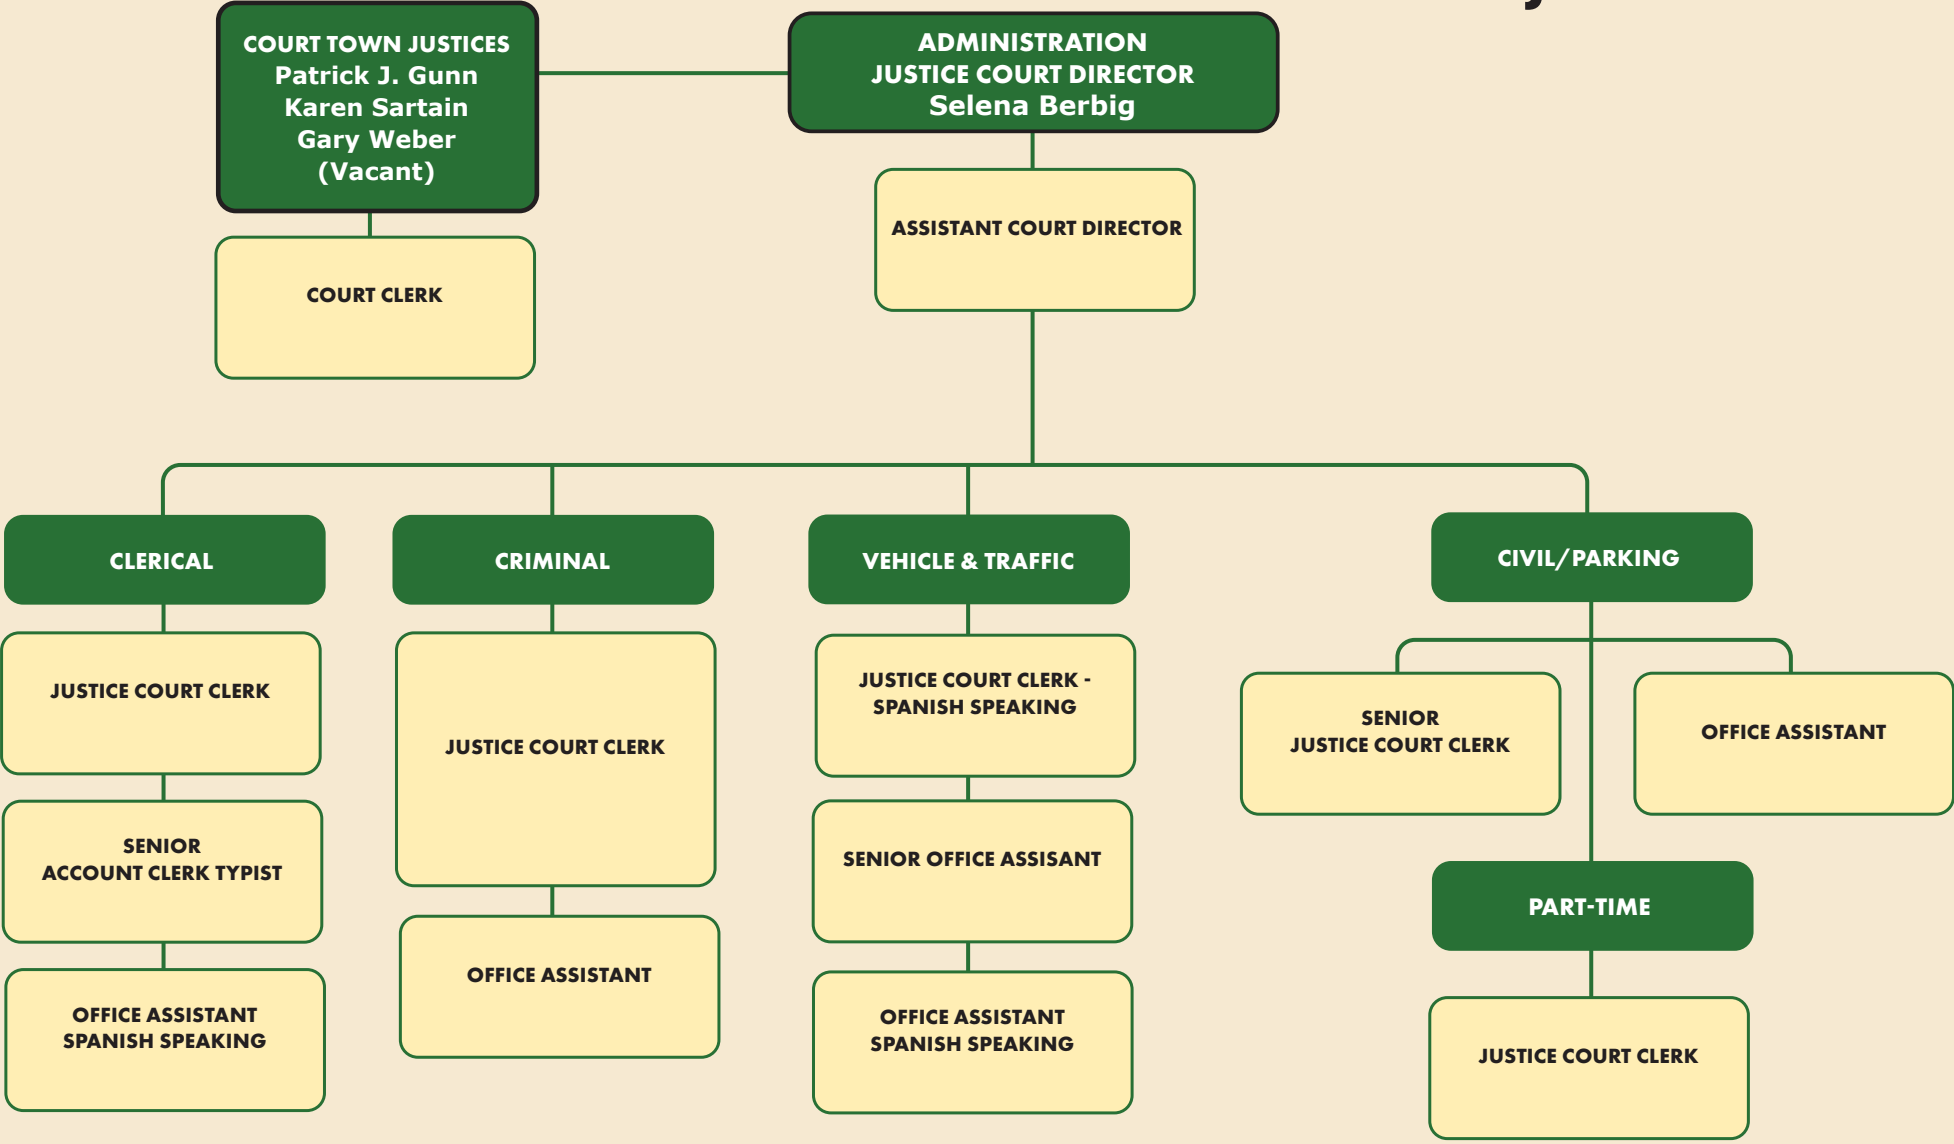 COURT TOWN JUSTICES
Patrick J. Gunn
Karen Sartain
Gary Weber
(Vacant)
ADMINISTRATION
JUSTICE COURT DIRECTOR
Selena Berbig
ASSISTANT COURT DIRECTOR
COURT CLERK
CLERICAL
JUSTICE COURT CLERK
SENIOR
ACCOUNT CLERK TYPIST
OFFICE ASSISTANT
SPANISH SPEAKING
CRIMINAL
JUSTICE COURT CLERK
OFFICE ASSISTANT
VEHICLE & TRAFFIC
JUSTICE COURT CLERK -
SPANISH SPEAKING
SENIOR OFFICE ASSISANT
OFFICE ASSISTANT
SPANISH SPEAKING
CIVIL/PARKING
SENIOR
JUSTICE COURT CLERK
OFFICE ASSISTANT
PART-TIME
JUSTICE COURT CLERK